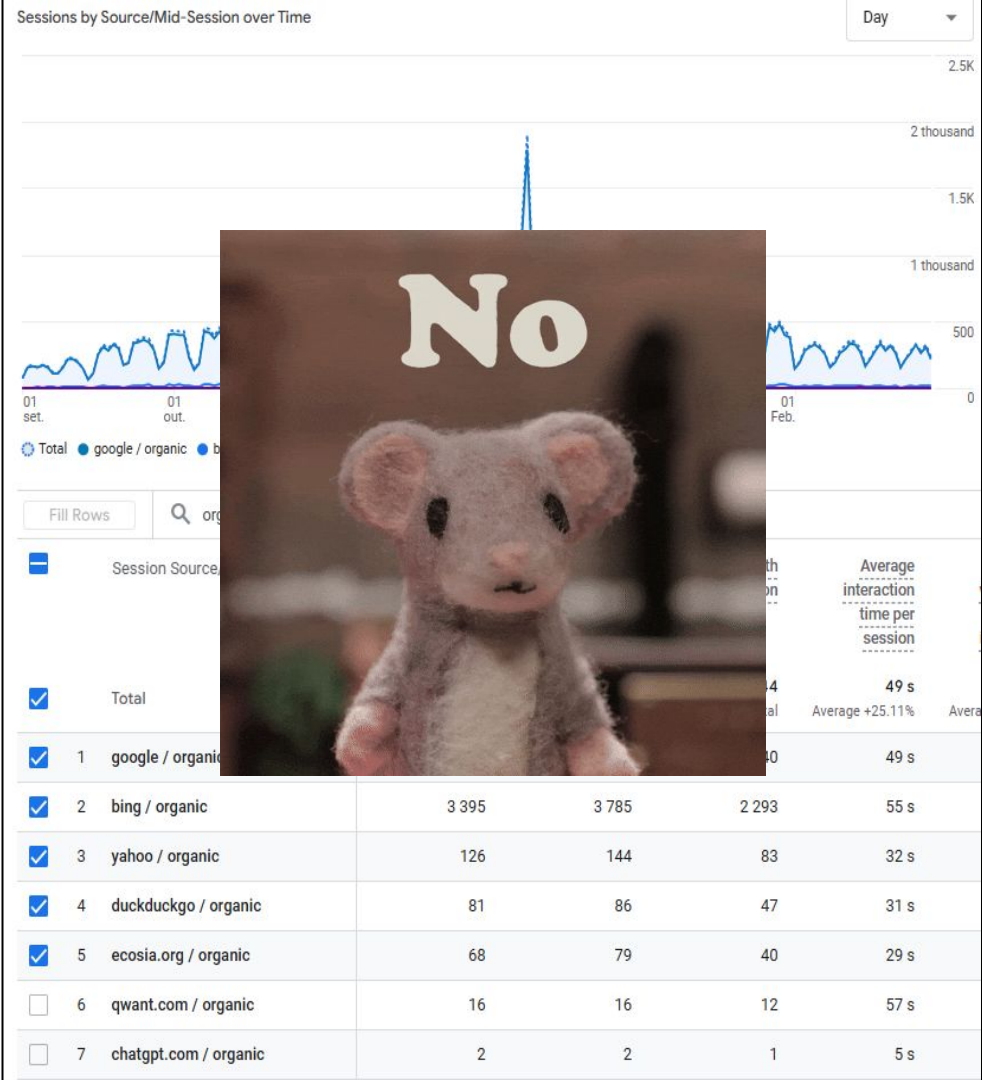 Sessions by Source/Mid-Session over Time
Day
2.5K
2 thousand
1.5K
1 thousand
500
0
No
01 set.
01 out.
01 Feb.
Total google / organic
Fill Rows
Session Source/
Average interaction time per session
Total 49 s
Average +25.11%
1 google / organic 49 s
2 bing / organic 3 395 3 785 2 293 55 s
3 yahoo / organic 126 144 83 32 s
4 duckduckgo / organic 81 86 47 31 s
5 ecosia.org / organic 68 79 40 29 s
6 qwant.com / organic 16 16 12 57 s
7 chatgpt.com / organic 2 2 1 5 s